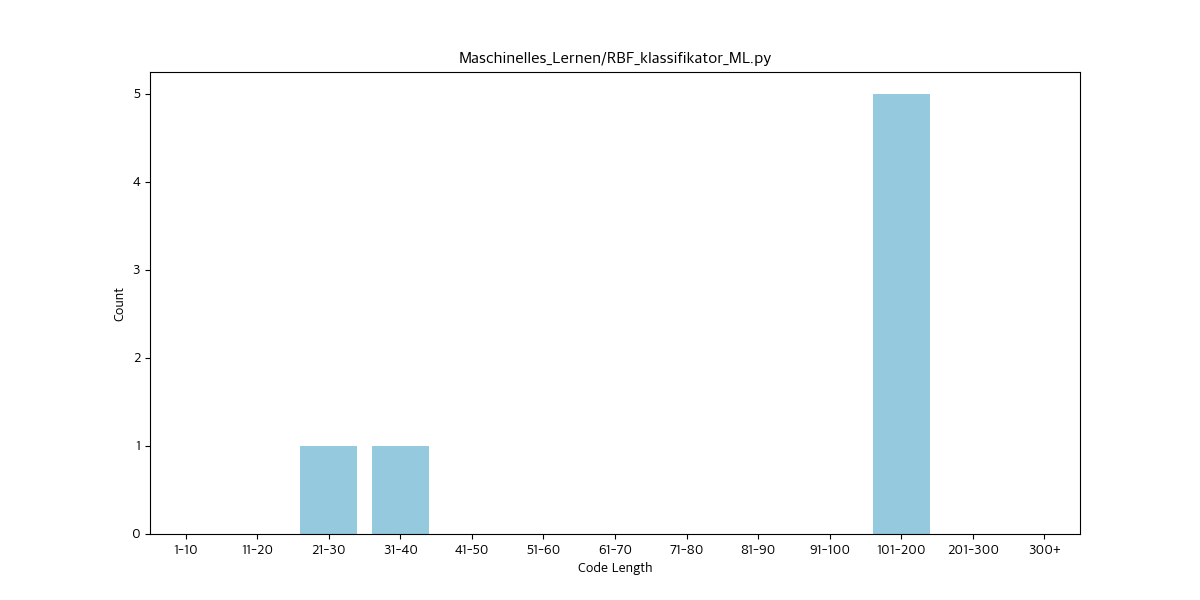 Maschinelles_Lernen/RBF_klassifikator_ML.py
Count
5
4
3
2
1
0
1-10 11-20 21-30 31-40 41-50 51-60 61-70 71-80 81-90 91-100 101-200 201-300 300+
Code Length